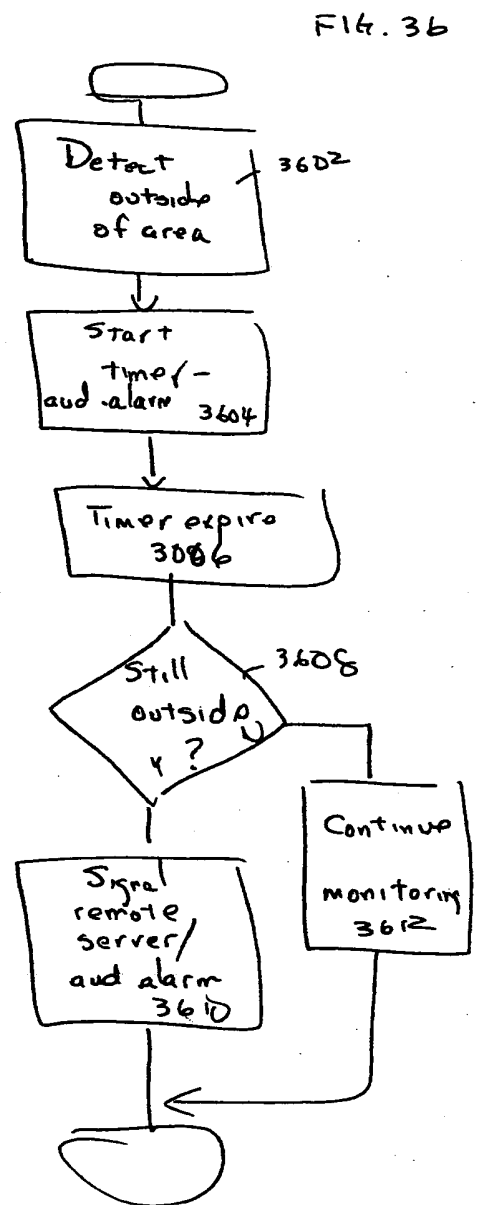 FIG. 36
Detect
outside
of area
3602
Start
timer-
aud alarm
3604
Timer expire
3606
Still
outside
?
Y
N
3608
Signal
remote
server/
aud alarm
3610
Continue
monitoring
3612